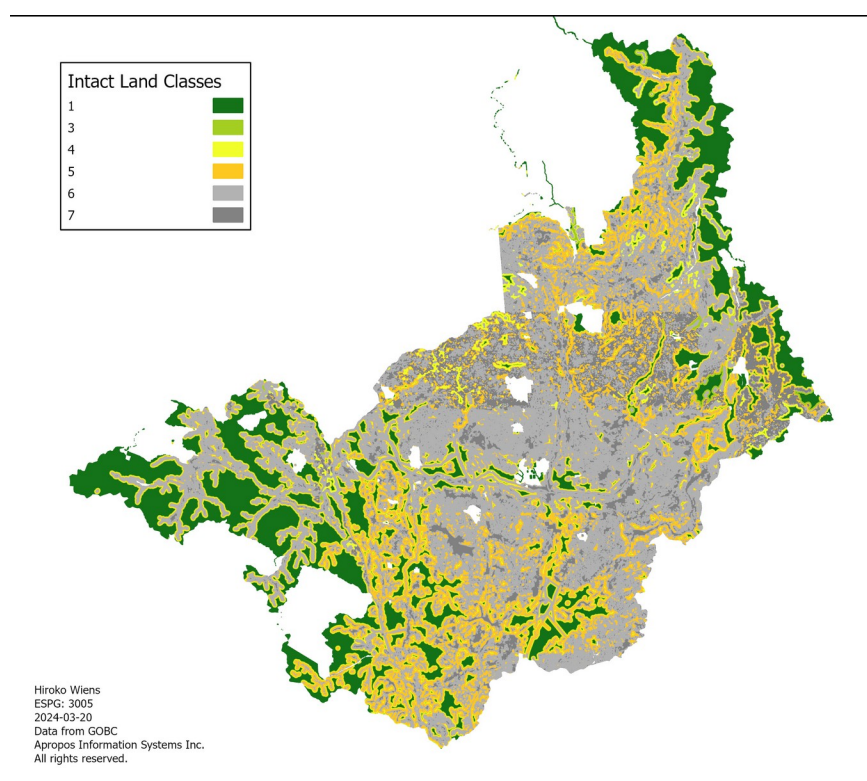 Intact Land Classes
1
3
4
5
6
7
Hiroko Wiens
ESPG: 3005
2024-03-20
Data from GOBC
Apropos Information Systems Inc.
All rights reserved.